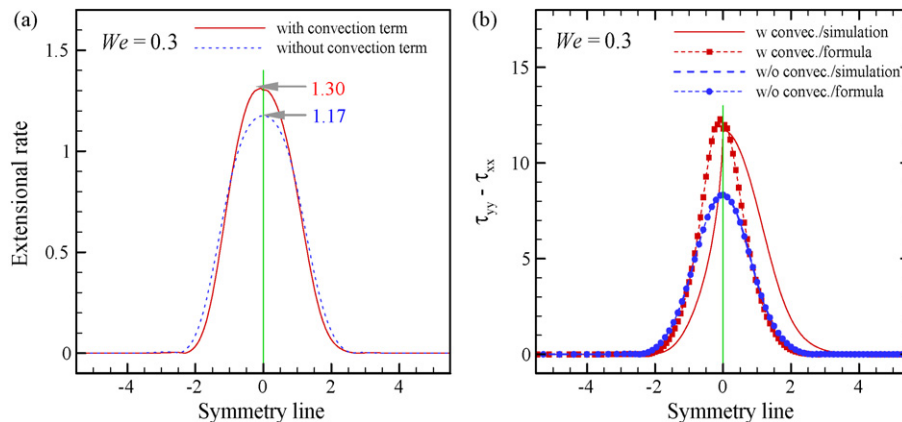 (a)
We = 0.3
with convection term
without convection term
1.30
1.17
Extensional rate
1.5
1
0.5
0
-4 -2 0 2 4
Symmetry line
(b)
We = 0.3
w convec./simulation
w convec./formula
w/o convec./simulation
w/o convec./formula
τyy - τxx
15
10
5
0
-4 -2 0 2 4
Symmetry line